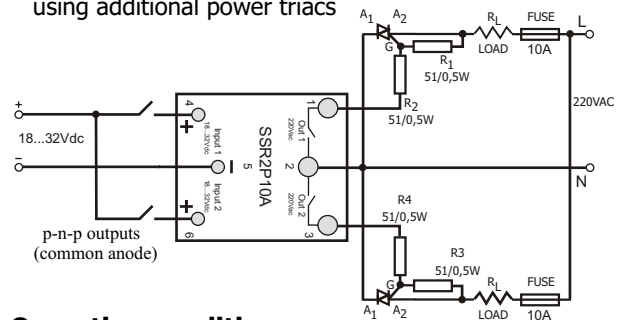 using additional power triacs
A1 A2
G
RL
LOAD
FUSE
10A
L
R1
51/0,5W
R2
51/0,5W
220VAC
+
18...32Vdc
−
4
+
Input 1
18...32Vdc
5
Input 2
18...32Vdc
+
6
SSR2P10A
1
Out 1
220Vac
2
Out 2
220Vac
3
N
p-n-p outputs
(common anode)
R4
51/0,5W
R3
51/0,5W
G
A1 A2
RL
LOAD
FUSE
10A